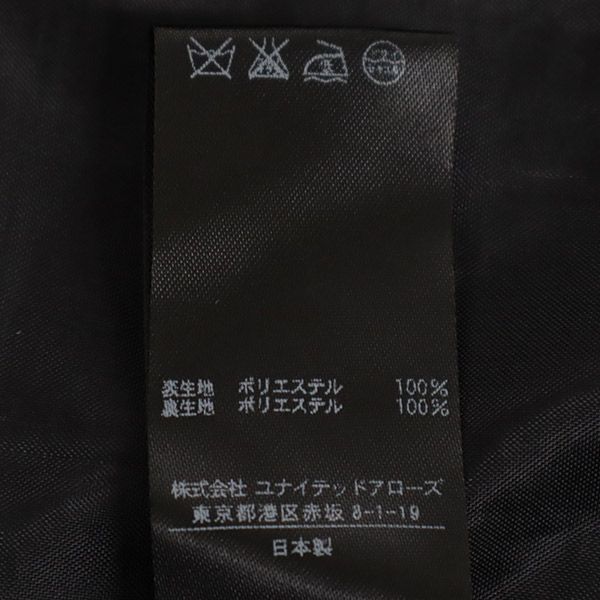 表生地 ポリエステル 100%
裏生地 ポリエステル 100%
株式会社 ユナイテッドアローズ
東京都港区赤坂 8-1-19
日本製